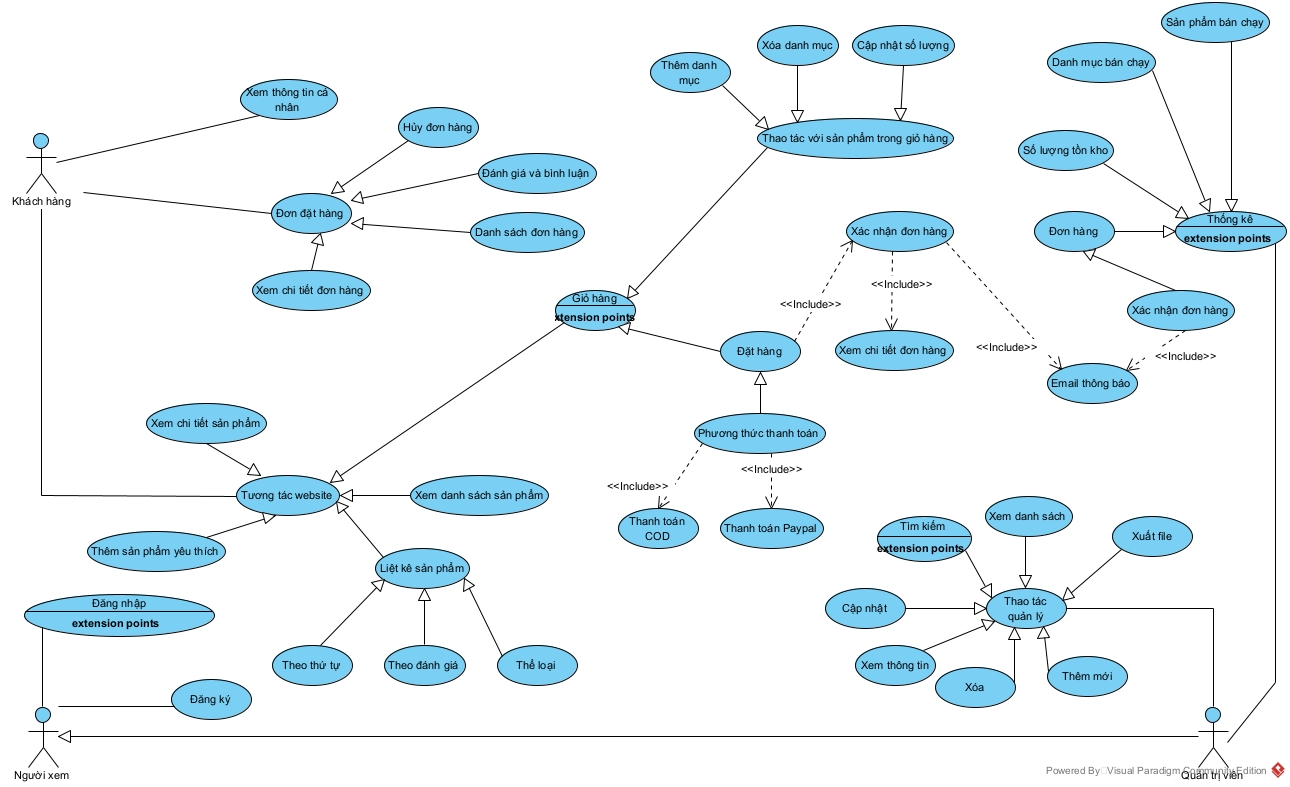 Sản phẩm bán chạy
Xóa danh mục
Cập nhật số lượng
Danh mục bán chạy
Thêm danh
mục
Xem thông tin cá
nhân
Hủy đơn hàng
Thao tác với sản phẩm trong giỏ hàng
Số lượng tồn kho
Đánh giá và bình luận
Khách hàng
Đơn đặt hàng
Danh sách đơn hàng
Xác nhận đơn hàng
Đơn hàng
Thống kê
extension points
Xem chi tiết đơn hàng
<<Include>>
Giỏ hàng
xtension points
<<Include>>
Xác nhận đơn hàng
Đặt hàng
Xem chi tiết đơn hàng
<<Include>>
<<Include>>
Email thông báo
Xem chi tiết sản phẩm
Phương thức thanh toán
<<Include>>
<<Include>>
Tương tác website
Xem danh sách sản phẩm
Thanh toán
COD
Thanh toán Paypal
Tìm kiếm
extension points
Xem danh sách
Xuất file
Thêm sản phẩm yêu thích
Liệt kê sản phẩm
Đăng nhập
extension points
Cập nhật
Thao tác
quản lý
Theo thứ tự
Theo đánh giá
Thể loại
Xem thông tin
Xóa
Thêm mới
Đăng ký
Người xem
Powered By Visual Paradigm Community Edition
Quản trị viên